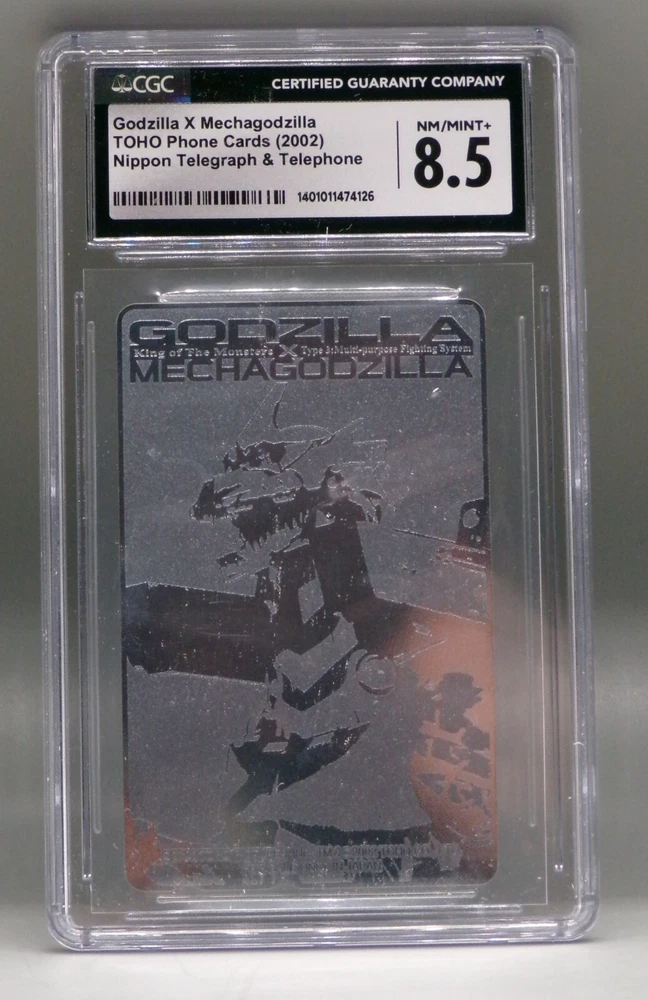 CGC
CERTIFIED GUARANTY COMPANY
Godzilla X Mechagodzilla
TOHO Phone Cards (2002)
Nippon Telegraph & Telephone
NM/MINT+
8.5
1401011474126
GODZILLA
King of The Monsters X Type 3:Multi-purpose Fighting System
MECHAGODZILLA